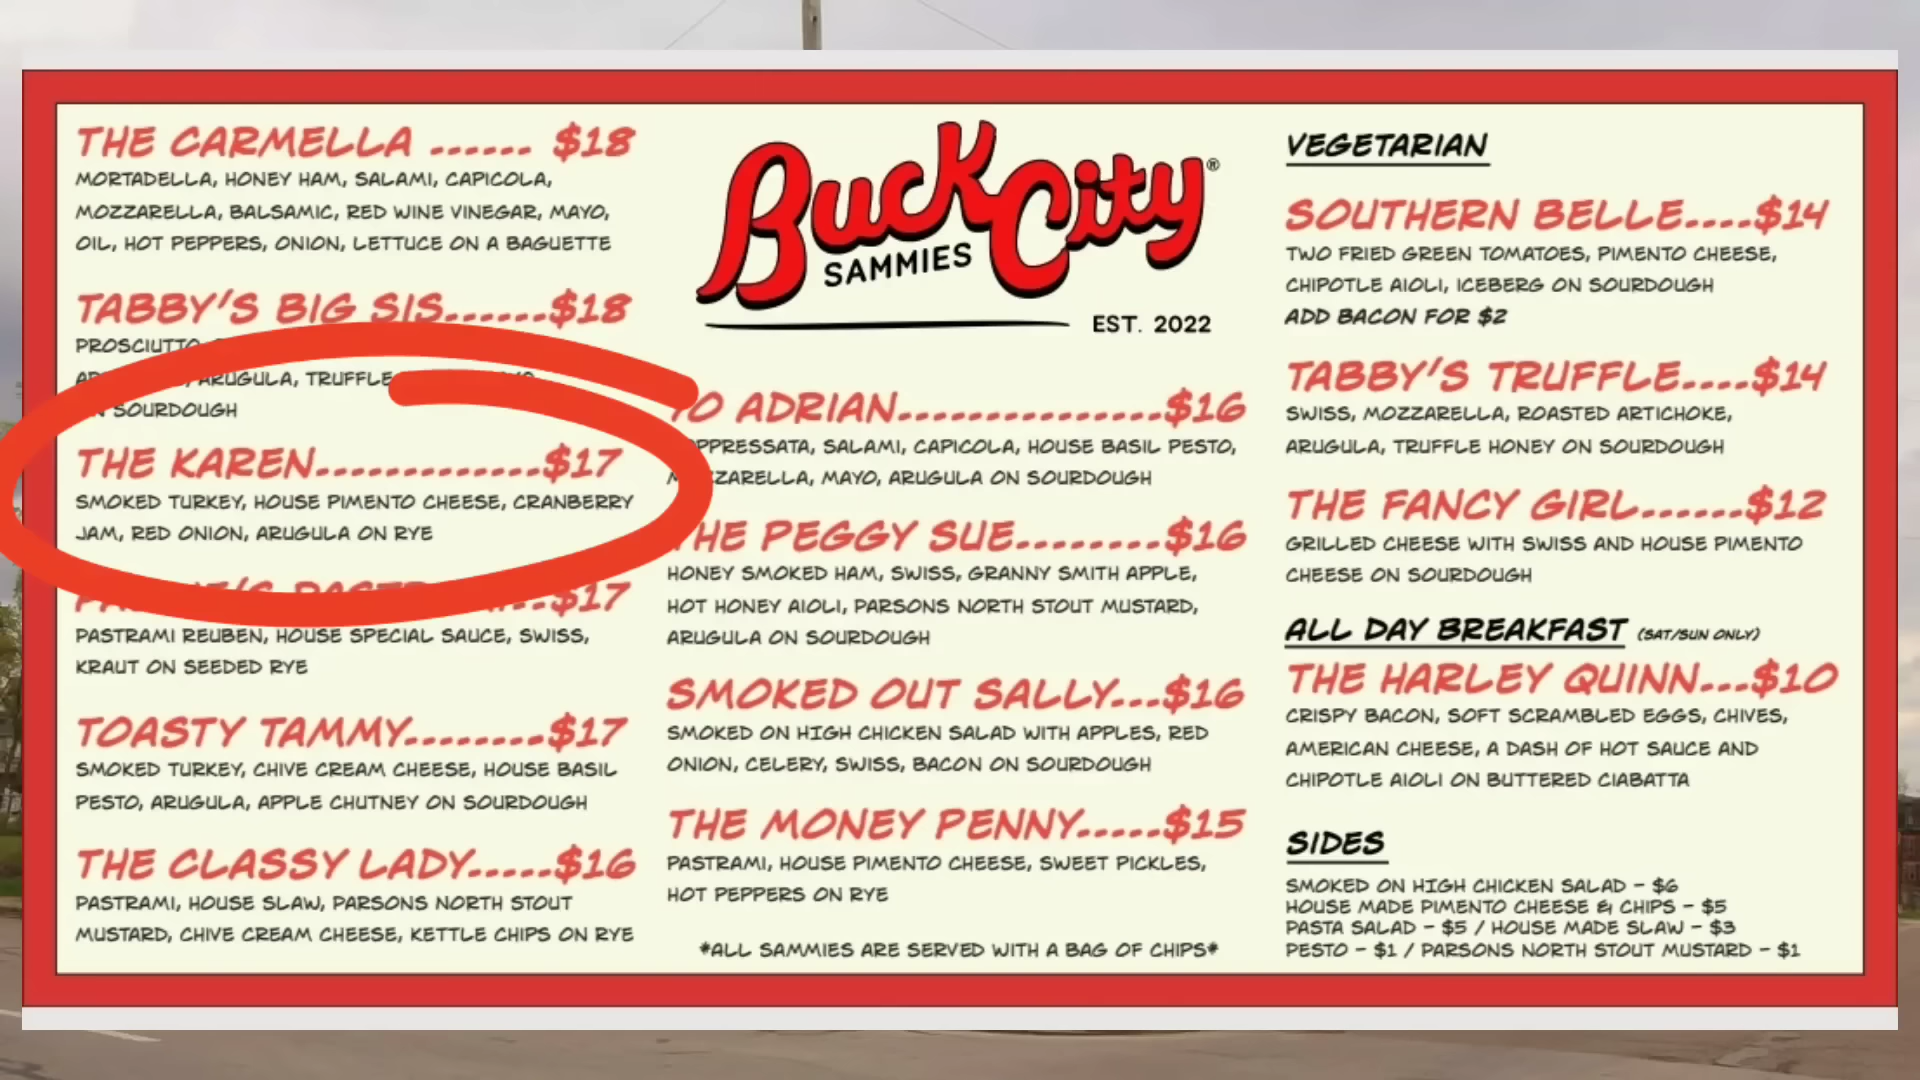 THE CARMELLA ...... $18
MORTADELLA, HONEY HAM, SALAMI, CAPICOLA,
MOZZARELLA, BALSAMIC, RED WINE VINEGAR, MAYO,
OIL, HOT PEPPERS, ONION, LETTUCE ON A BAGUETTE
TABBY'S BIG SIS......$18
PROSCIUTTO
ARUGULA, TRUFFLE
SOURDOUGH
THE KAREN.............$17
SMOKED TURKEY, HOUSE PIMENTO CHEESE, CRANBERRY
JAM, RED ONION, ARUGULA ON RYE
$17
PASTRAMI REUBEN, HOUSE SPECIAL SAUCE, SWISS,
KRAUT ON SEEDED RYE
TOASTY TAMMY........$17
SMOKED TURKEY, CHIVE CREAM CHEESE, HOUSE BASIL
PESTO, ARUGULA, APPLE CHUTNEY ON SOURDOUGH
THE CLASSY LADY.....$16
PASTRAMI, HOUSE SLAW, PARSONS NORTH STOUT
MUSTARD, CHIVE CREAM CHEESE, KETTLE CHIPS ON RYE
Buck City®
SAMMIES
EST. 2022
YO ADRIAN...............$16
SALAMI, CAPICOLA, HOUSE BASIL PESTO,
MOZZARELLA, MAYO, ARUGULA ON SOURDOUGH
THE PEGGY SUE........$16
HONEY SMOKED HAM, SWISS, GRANNY SMITH APPLE,
HOT HONEY AIOLI, PARSONS NORTH STOUT MUSTARD,
ARUGULA ON SOURDOUGH
SMOKED OUT SALLY...$16
SMOKED ON HIGH CHICKEN SALAD WITH APPLES, RED
ONION, CELERY, SWISS, BACON ON SOURDOUGH
THE MONEY PENNY.....$15
PASTRAMI, HOUSE PIMENTO CHEESE, SWEET PICKLES,
HOT PEPPERS ON RYE
*ALL SAMMIES ARE SERVED WITH A BAG OF CHIPS*
VEGETARIAN
SOUTHERN BELLE....$14
TWO FRIED GREEN TOMATOES, PIMENTO CHEESE,
CHIPOTLE AIOLI, ICEBERG ON SOURDOUGH
ADD BACON FOR $2
TABBY'S TRUFFLE....$14
SWISS, MOZZARELLA, ROASTED ARTICHOKE,
ARUGULA, TRUFFLE HONEY ON SOURDOUGH
THE FANCY GIRL......$12
GRILLED CHEESE WITH SWISS AND HOUSE PIMENTO
CHEESE ON SOURDOUGH
ALL DAY BREAKFAST (SAT/SUN ONLY)
THE HARLEY QUINN...$10
CRISPY BACON, SOFT SCRAMBLED EGGS, CHIVES,
AMERICAN CHEESE, A DASH OF HOT SAUCE AND
CHIPOTLE AIOLI ON BUTTERED CIABATTA
SIDES
SMOKED ON HIGH CHICKEN SALAD - $6
HOUSE MADE PIMENTO CHEESE & CHIPS - $5
PASTA SALAD - $5 / HOUSE MADE SLAW - $3
PESTO - $1 / PARSONS NORTH STOUT MUSTARD - $1